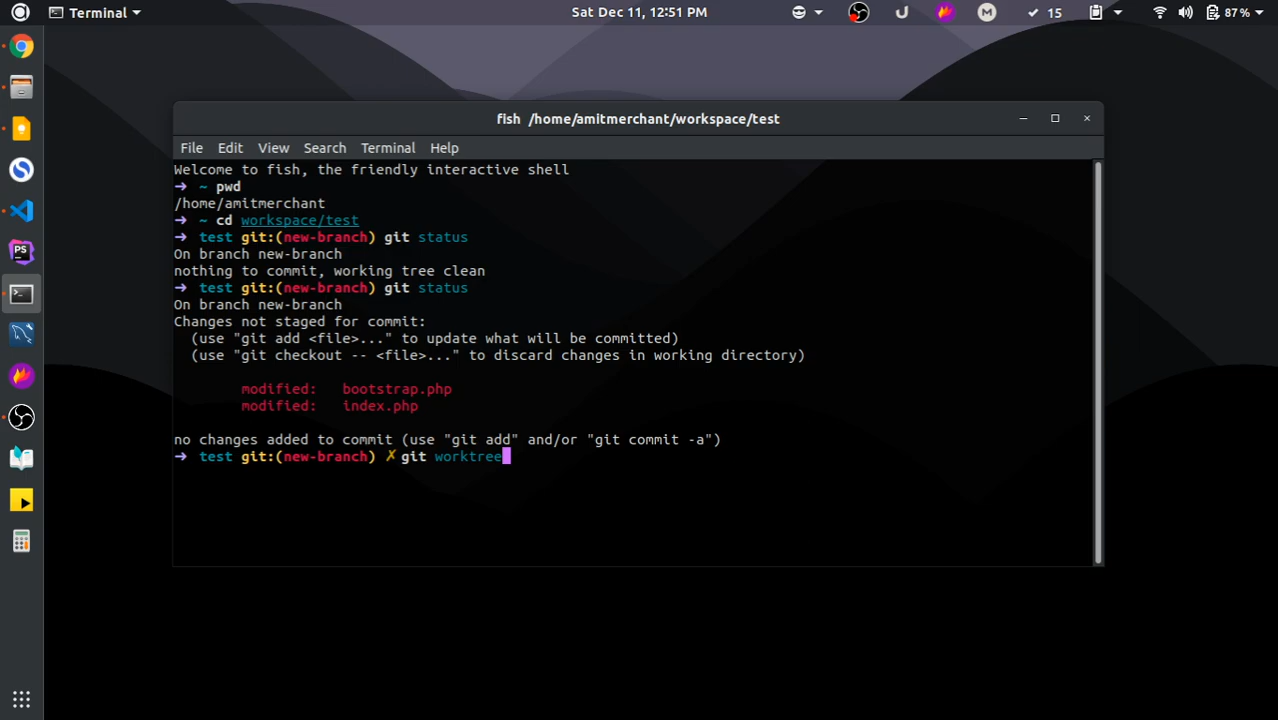 Terminal
Sat Dec 11, 12:51 PM
15
87%
fish /home/amitmerchant/workspace/test
File Edit View Search Terminal Help
Welcome to fish, the friendly interactive shell
➜ ~ pwd
/home/amitmerchant
➜ ~ cd workspace/test
➜ test git:(new-branch) git status
On branch new-branch
nothing to commit, working tree clean
➜ test git:(new-branch) git status
On branch new-branch
Changes not staged for commit:
(use "git add <file>..." to update what will be committed)
(use "git checkout -- <file>..." to discard changes in working directory)
modified: bootstrap.php
modified: index.php
no changes added to commit (use "git add" and/or "git commit -a")
➜ test git:(new-branch) ✗ git worktree
PS